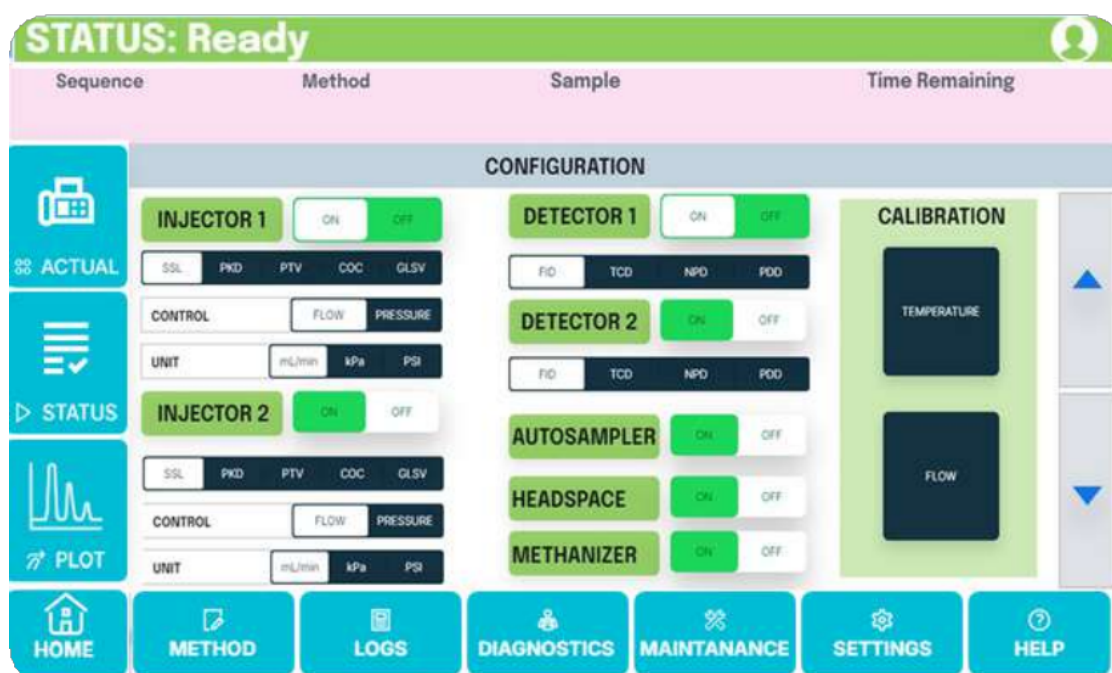 STATUS: Ready
Sequence Method Sample Time Remaining
CONFIGURATION
ACTUAL
STATUS
PLOT
INJECTOR 1 ON OFF
SSL PKD PTV COC GLSV
CONTROL FLOW PRESSURE
UNIT mL/min kPa PSI
INJECTOR 2 ON OFF
SSL PKD PTV COC GLSV
CONTROL FLOW PRESSURE
UNIT mL/min kPa PSI
DETECTOR 1 ON OFF
FID TCD NPD PDD
DETECTOR 2 ON OFF
FID TCD NPD PDD
AUTOSAMPLER ON OFF
HEADSPACE ON OFF
METHANIZER ON OFF
CALIBRATION
TEMPERATURE
FLOW
HOME METHOD LOGS DIAGNOSTICS MAINTANANCE SETTINGS HELP